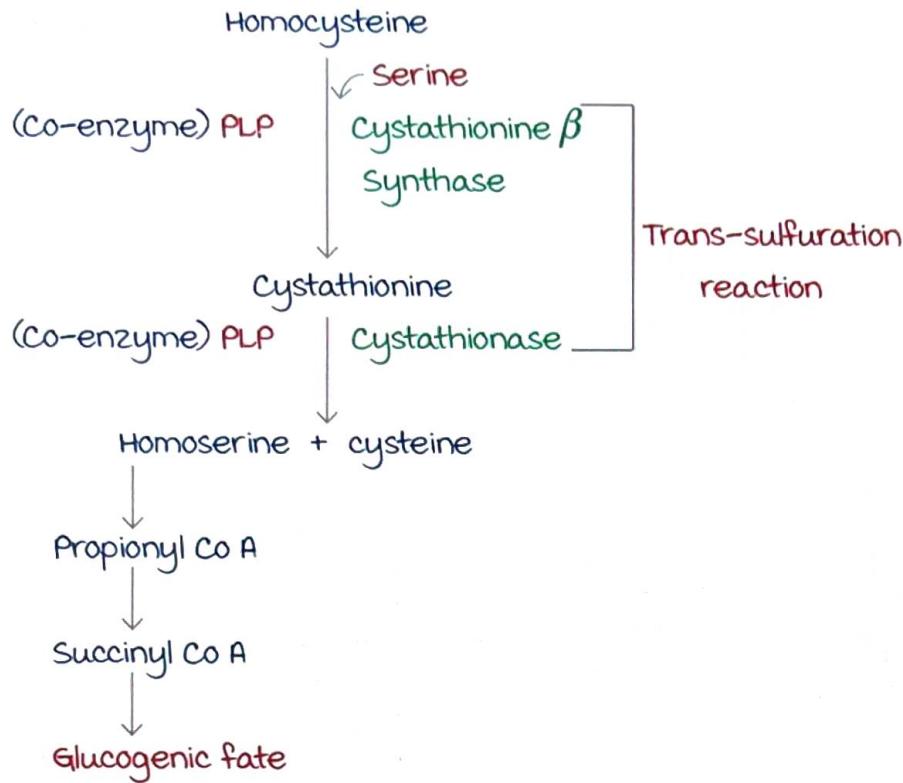 Homocysteine
Serine
(Co-enzyme) PLP
Cystathionine β
Synthase
Trans-sulfuration
reaction
Cystathionine
(Co-enzyme) PLP
Cystathionase
Homoserine + cysteine
Propionyl Co A
Succinyl Co A
Glucogenic fate